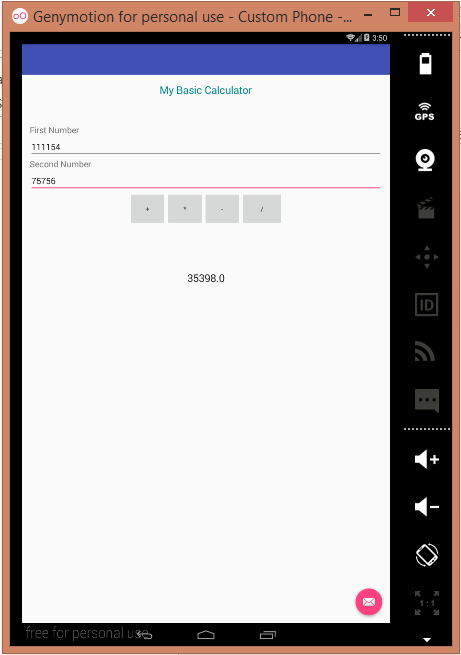 Genymotion for personal use - Custom Phone -...
3:50
GPS
My Basic Calculator
First Number
111154
Second Number
75756
+ * - /
ID
35398.0
1:1
free for personal use